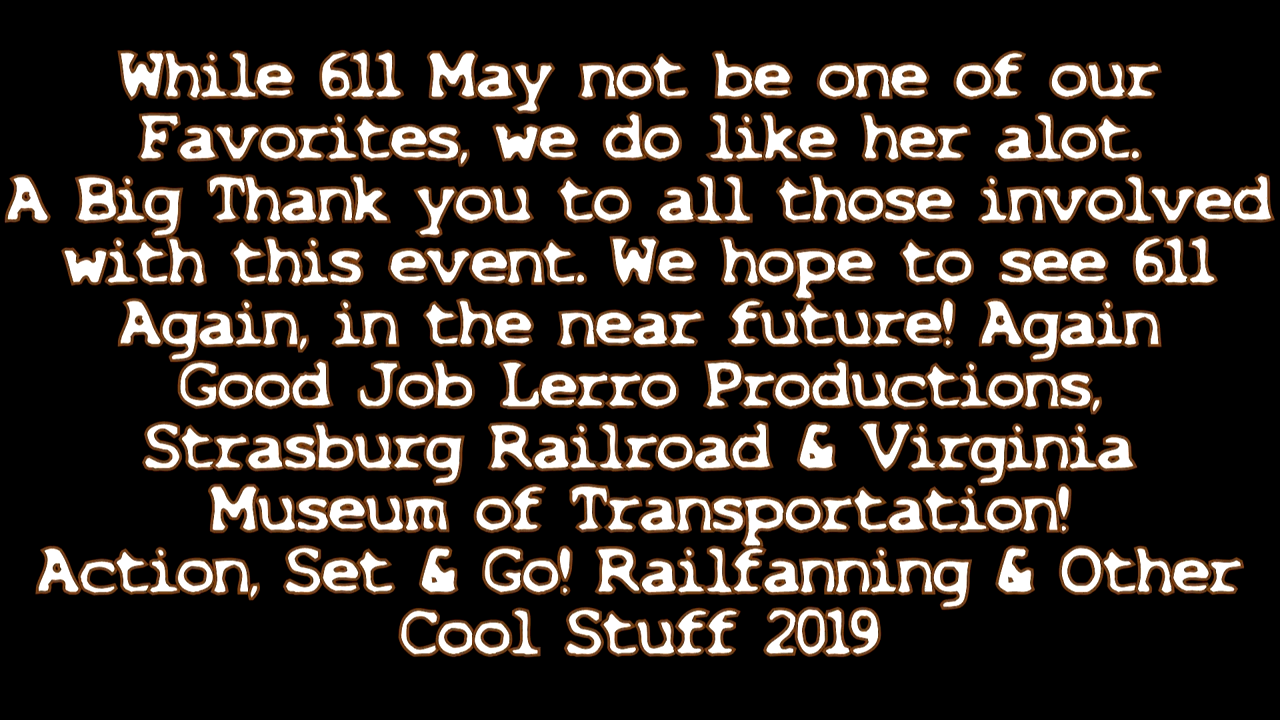 While 611 May not be one of our
Favorites, we do like her alot.
A Big Thank you to all those involved
with this event. We hope to see 611
Again, in the near future! Again
Good Job Lerro Productions,
Strasburg Railroad & Virginia
Museum of Transportation!
Action, Set & Go! Railfanning & Other
Cool Stuff 2019